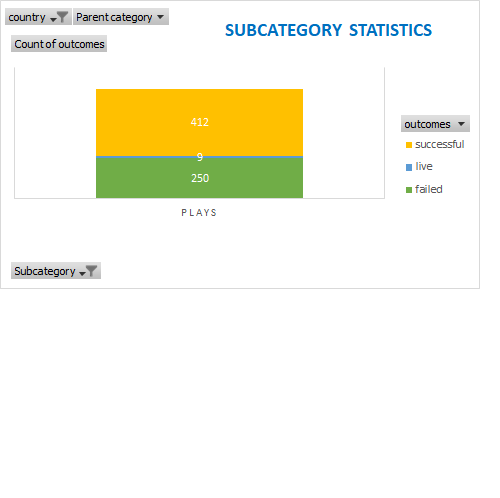 country
Parent category
SUBCATEGORY STATISTICS
Count of outcomes
412
9
250
PLAYS
outcomes
successful
live
failed
Subcategory